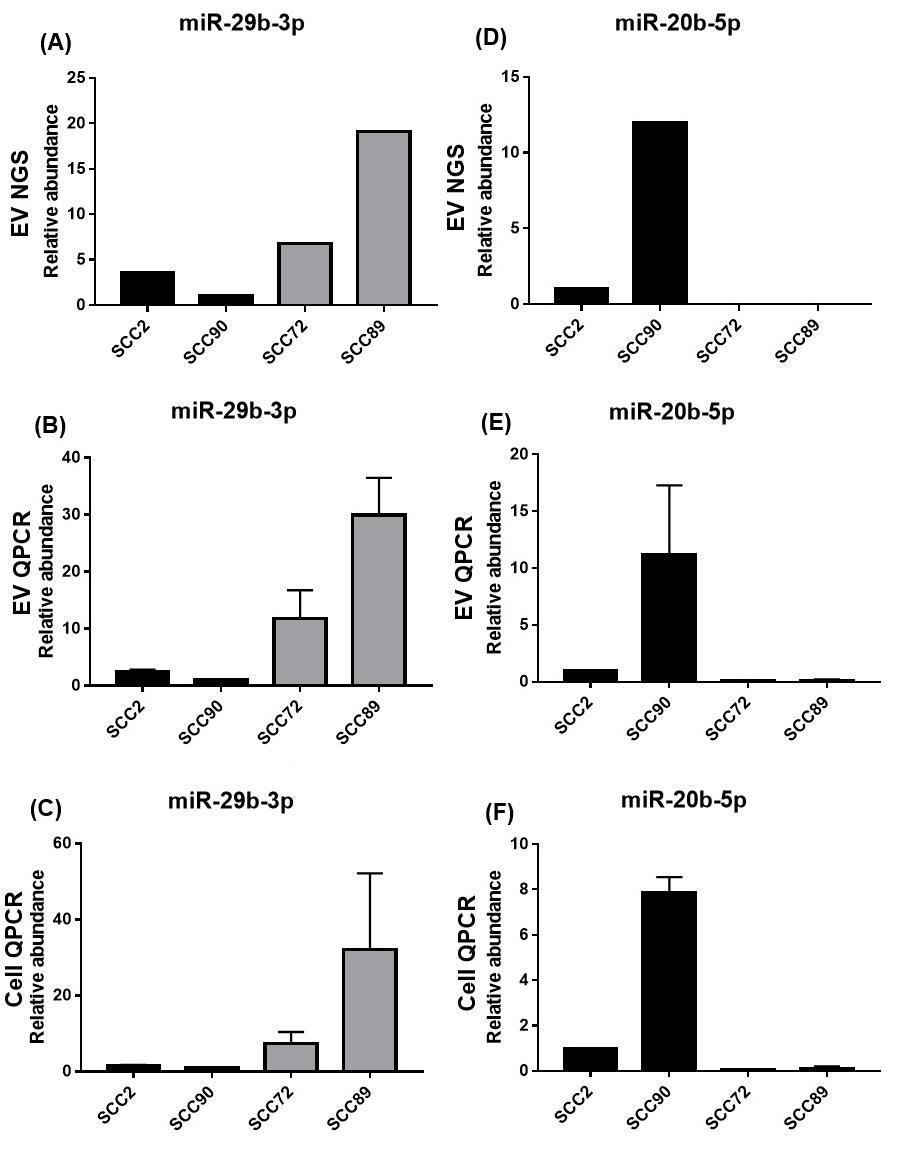 (A)
miR-29b-3p
EV NGS
Relative abundance
25
20
15
10
5
0
SCC2
SCC90
SCC72
SCC89
(D)
miR-20b-5p
EV NGS
Relative abundance
15
10
5
0
SCC2
SCC90
SCC72
SCC89
(B)
miR-29b-3p
EV QPCR
Relative abundance
40
30
20
10
0
SCC2
SCC90
SCC72
SCC89
(E)
miR-20b-5p
EV QPCR
Relative abundance
20
15
10
5
0
SCC2
SCC90
SCC72
SCC89
(C)
miR-29b-3p
Cell QPCR
Relative abundance
60
40
20
0
SCC2
SCC90
SCC72
SCC89
(F)
miR-20b-5p
Cell QPCR
Relative abundance
10
8
6
4
2
0
SCC2
SCC90
SCC72
SCC89